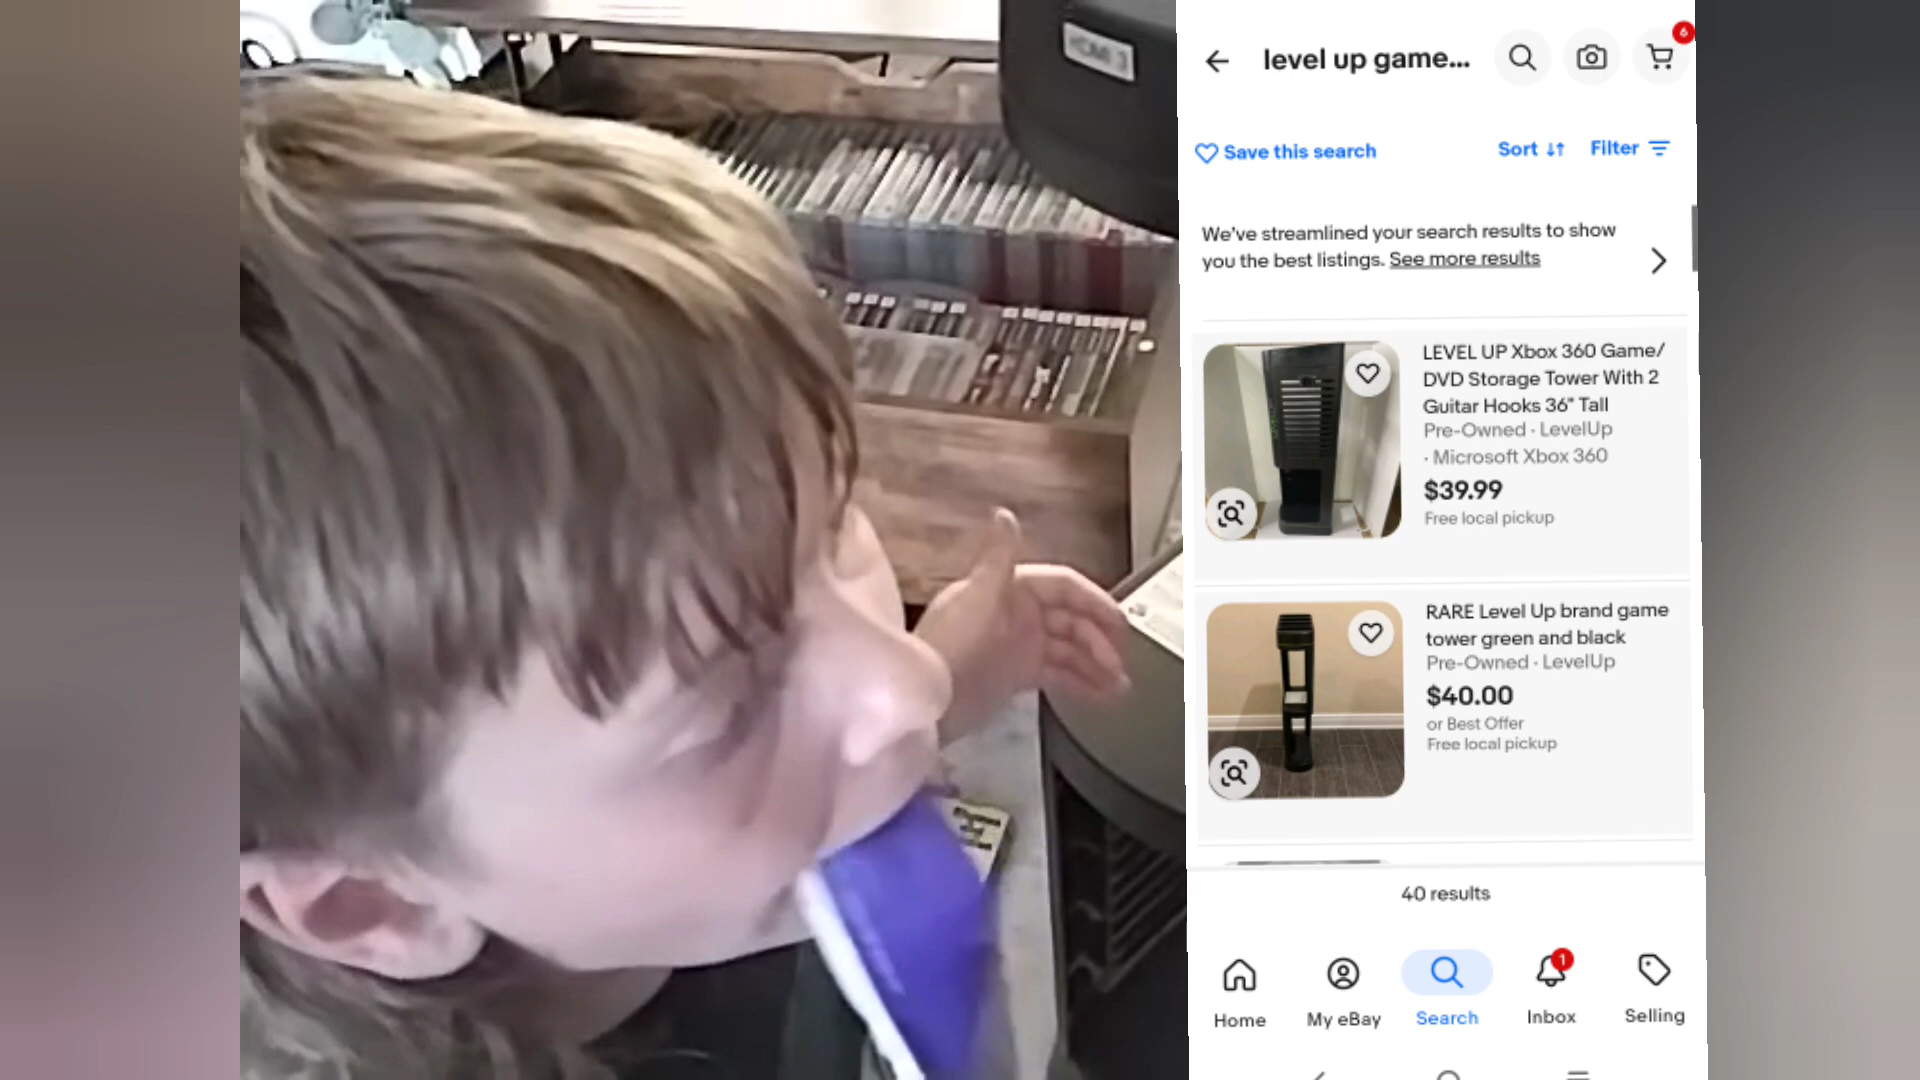 HDMI 3
level up game...
6
Save this search
Sort
Filter
We've streamlined your search results to show
you the best listings. See more results
LEVEL UP Xbox 360 Game/
DVD Storage Tower With 2
Guitar Hooks 36" Tall
Pre-Owned · LevelUp
· Microsoft Xbox 360
$39.99
Free local pickup
RARE Level Up brand game
tower green and black
Pre-Owned · LevelUp
$40.00
or Best Offer
Free local pickup
40 results
1
Home
My eBay
Search
Inbox
Selling